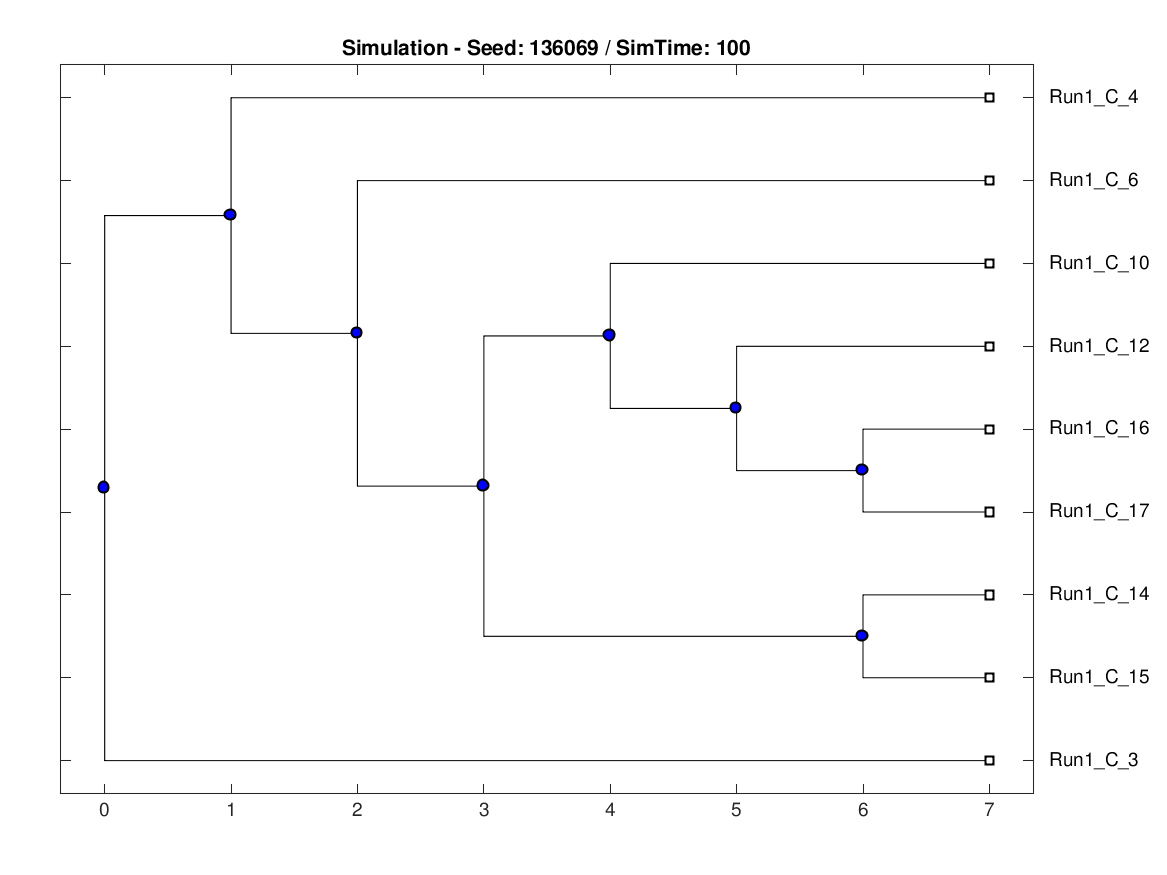 Simulation - Seed: 136069 / SimTime: 100
Run1_C_4
Run1_C_6
Run1_C_10
Run1_C_12
Run1_C_16
Run1_C_17
Run1_C_14
Run1_C_15
Run1_C_3
0 1 2 3 4 5 6 7